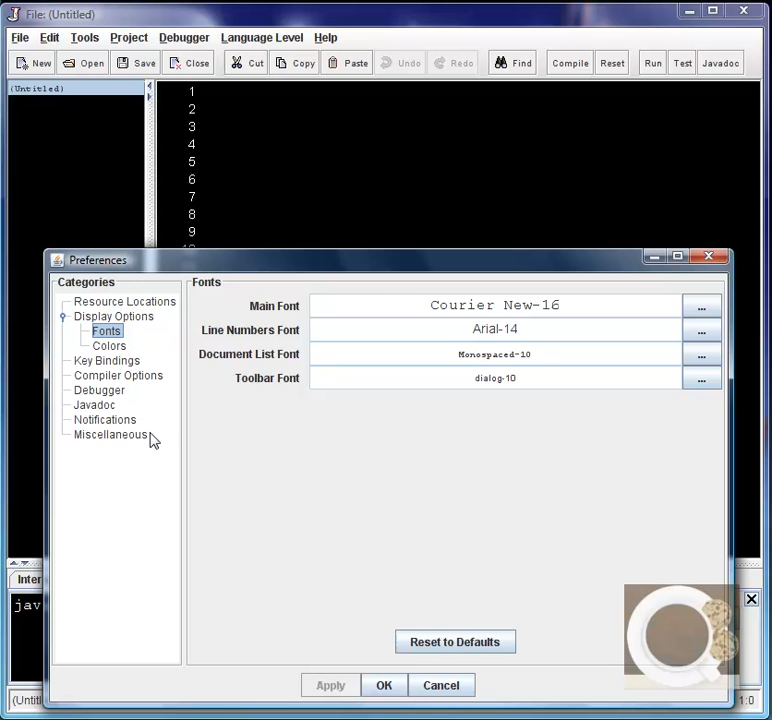 File: (Untitled)
File Edit Tools Project Debugger Language Level Help
New Open Save Close Cut Copy Paste Undo Redo Find Compile Reset Run Test Javadoc
(Untitled)
1
2
3
4
5
6
7
8
9
Preferences
Categories
Resource Locations
Display Options
Fonts
Colors
Key Bindings
Compiler Options
Debugger
Javadoc
Notifications
Miscellaneous
Fonts
Main Font Courier New-16 ...
Line Numbers Font Arial-14 ...
Document List Font Monospaced-10 ...
Toolbar Font dialog-10 ...
Reset to Defaults
Apply OK Cancel
Inter
jav
(Untitl
1:0